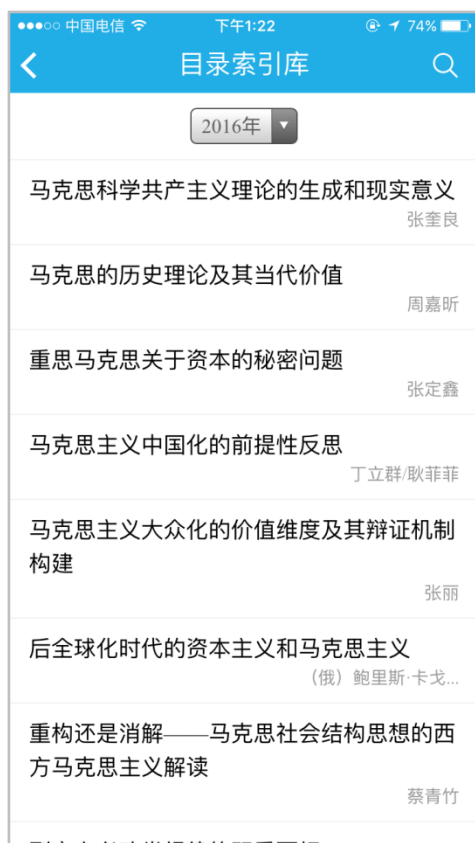 中国电信 下午1:22 74%
目录索引库
2016年
马克思科学共产主义理论的生成和现实意义
张奎良
马克思的历史理论及其当代价值
周嘉昕
重思马克思关于资本的秘密问题
张定鑫
马克思主义中国化的前提性反思
丁立群/耿菲菲
马克思主义大众化的价值维度及其辩证机制
构建
张丽
后全球化时代的资本主义和马克思主义
（俄）鲍里斯·卡戈...
重构还是消解——马克思社会结构思想的西
方马克思主义解读
蔡青竹